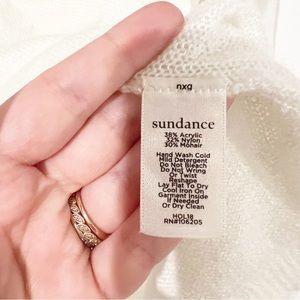 nxg
sundance
38% Acrylic
32% Nylon
30% Mohair
Hand Wash Cold
Mild Detergent
Do Not Bleach
Do Not Wring
or Twist
Reshape
Lay Flat To Dry
Cool Iron On
Garment Inside
if Needed
or Dry Clean
HOL18
RN#106205